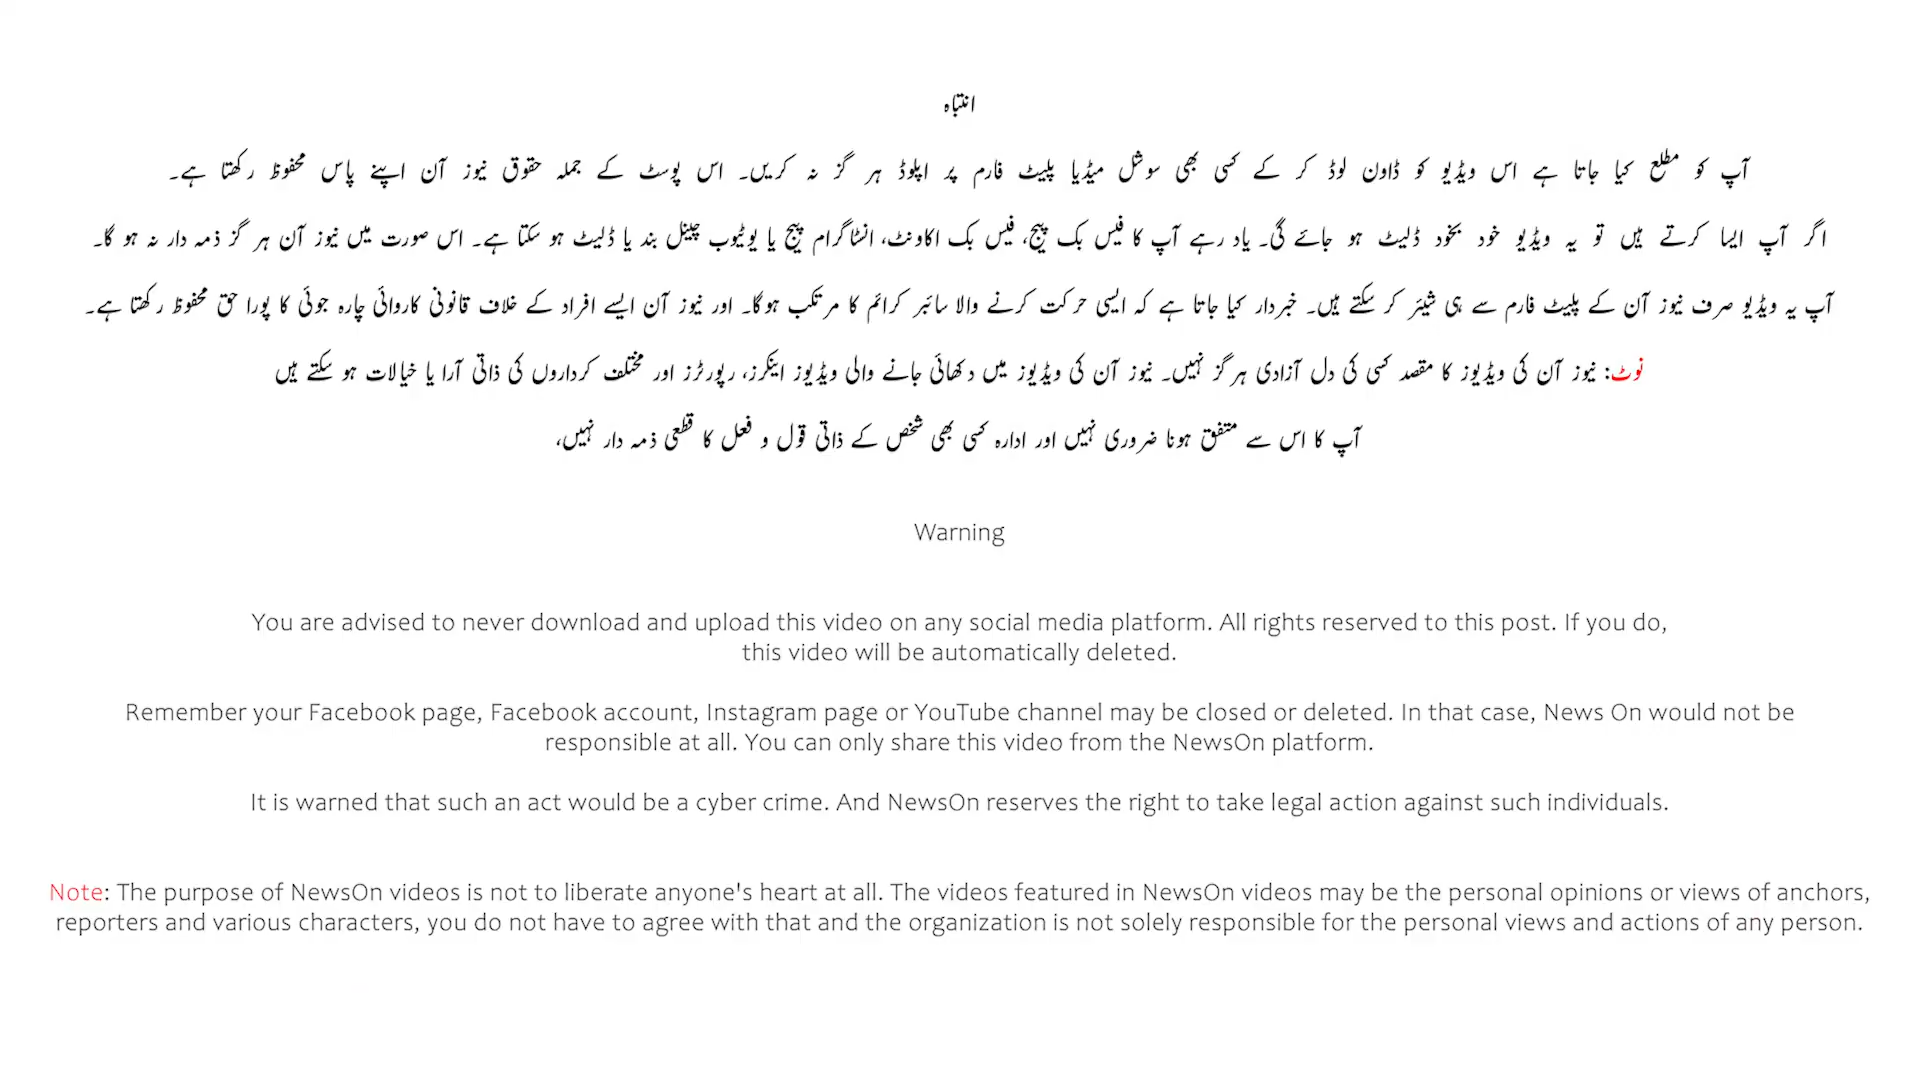 انتباہ
آپ کو مطلع کیا جاتا ہے اس ویڈیو کو ڈاون لوڈ کر کے کسی بھی سوشل میڈیا پلیٹ فارم پر اپلوڈ ہر گز نہ کریں۔ اس پوسٹ کے جملہ حقوق نیوز آن اپنے پاس محفوظ رکھتا ہے۔
اگر آپ ایسا کرتے ہیں تو یہ ویڈیو خود بخود ڈلیٹ ہو جائے گی۔ یاد رہے آپ کا فیس بک پیج، فیس بک اکاونٹ، انسٹاگرام پیج یا یوٹیوب چینل بند یا ڈلیٹ ہو سکتا ہے۔ اس صورت میں نیوز آن ہر گز ذمہ دار نہ ہو گا۔
آپ یہ ویڈیو صرف نیوز آن کے پلیٹ فارم سے ہی شیئر کر سکتے ہیں۔ خبردار کیا جاتا ہے کہ ایسی حرکت کرنے والا سائبر کرائم کا مرتکب ہوگا۔ اور نیوز آن ایسے افراد کے خلاف قانونی کاروائی چارہ جوئی کا پورا حق محفوظ رکھتا ہے۔
نوٹ: نیوز آن کی ویڈیوز کا مقصد کسی کی دل آزادی ہرگز نہیں۔ نیوز آن کی ویڈیوز میں دکھائی جانے والی ویڈیوز اینکرز، رپورٹرز اور مختلف کرداروں کی ذاتی آرا یا خیالات ہو سکتے ہیں
آپ کا اس سے متفق ہونا ضروری نہیں اور ادارہ کسی بھی شخص کے ذاتی قول و فعل کا قطعی ذمہ دار نہیں،
Warning
You are advised to never download and upload this video on any social media platform. All rights reserved to this post. If you do,
this video will be automatically deleted.
Remember your Facebook page, Facebook account, Instagram page or YouTube channel may be closed or deleted. In that case, News On would not be
responsible at all. You can only share this video from the NewsOn platform.
It is warned that such an act would be a cyber crime. And NewsOn reserves the right to take legal action against such individuals.
Note: The purpose of NewsOn videos is not to liberate anyone's heart at all. The videos featured in NewsOn videos may be the personal opinions or views of anchors,
reporters and various characters, you do not have to agree with that and the organization is not solely responsible for the personal views and actions of any person.